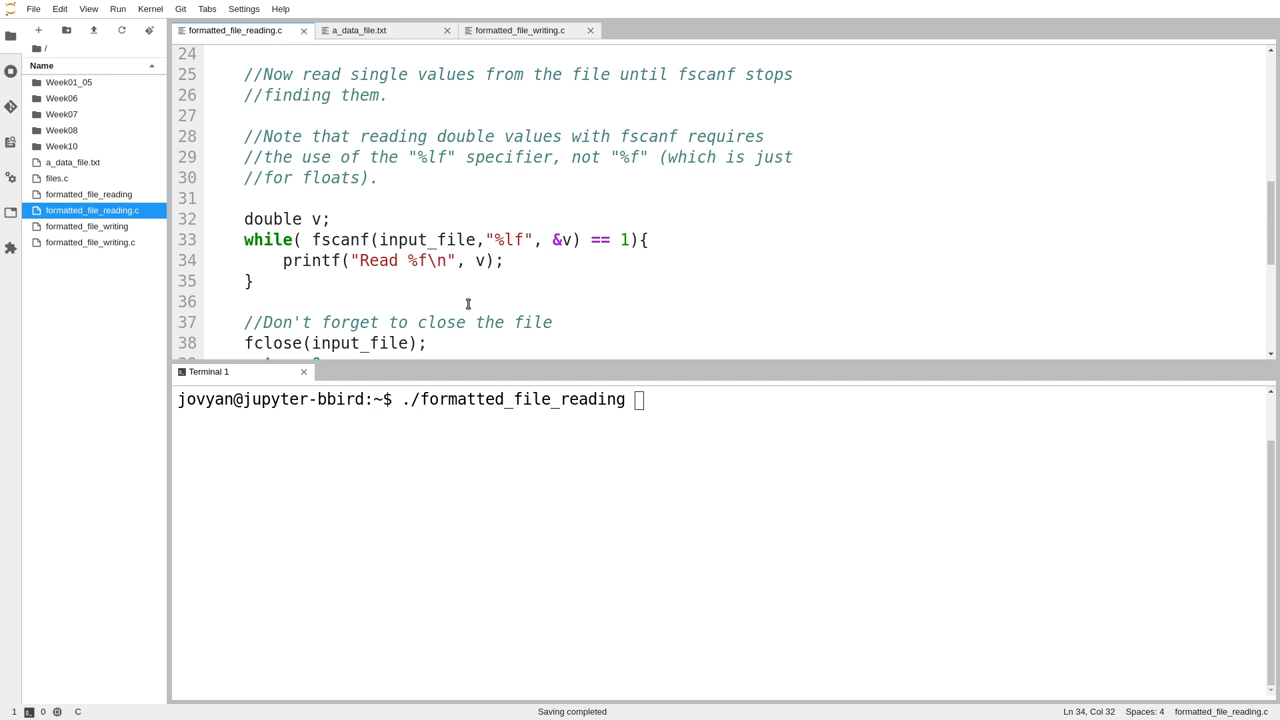 File Edit View Run Kernel Git Tabs Settings Help
formatted_file_reading.c a_data_file.txt formatted_file_writing.c
/
Name
Week01_05
Week06
Week07
Week08
Week10
a_data_file.txt
files.c
formatted_file_reading
formatted_file_reading.c
formatted_file_writing
formatted_file_writing.c
24
25 //Now read single values from the file until fscanf stops
26 //finding them.
27
28 //Note that reading double values with fscanf requires
29 //the use of the "%lf" specifier, not "%f" (which is just
30 //for floats).
31
32 double v;
33 while( fscanf(input_file,"%lf", &v) == 1){
34 printf("Read %f\n", v);
35 }
36
37 //Don't forget to close the file
38 fclose(input_file);
Terminal 1
jovyan@jupyter-bbird:~$ ./formatted_file_reading
1 0 C Saving completed Ln 34, Col 32 Spaces: 4 formatted_file_reading.c